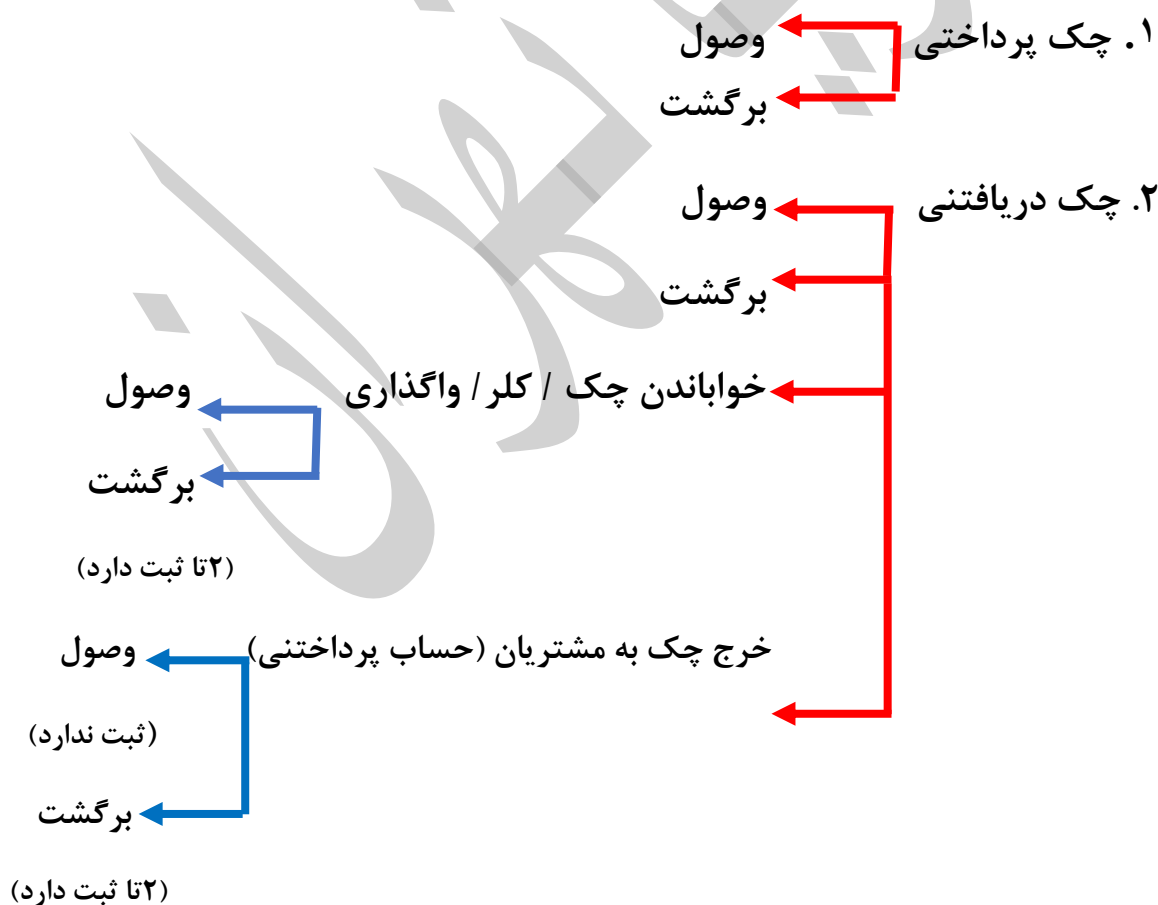 ۱. چک پرداختی وصول
برگشت
۲. چک دریافتنی وصول
برگشت
خواباندن چک / کلر / واگذاری وصول
برگشت
(۲تا ثبت دارد)
خرج چک به مشتریان (حساب پرداختنی) وصول
(ثبت ندارد)
برگشت
(۲تا ثبت دارد)